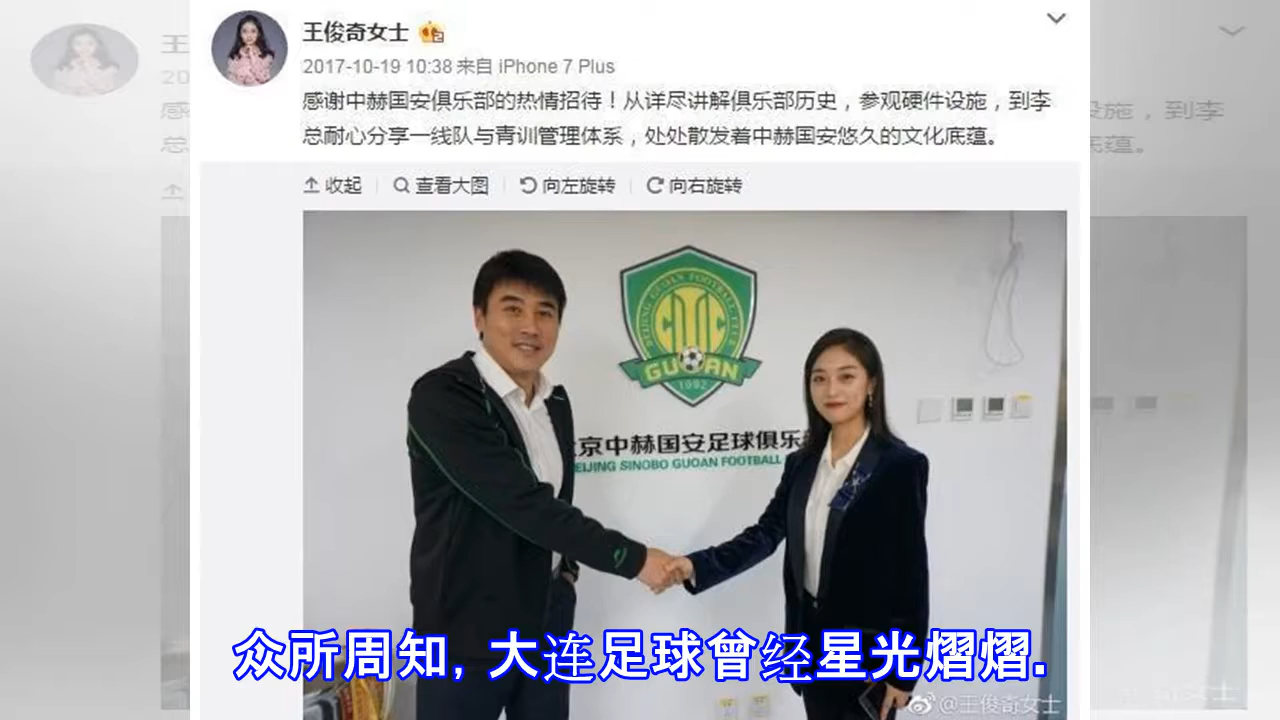 王俊奇女士
2017-10-19 10:38 来自 iPhone 7 Plus
感谢中赫国安俱乐部的热情招待！从详尽讲解俱乐部历史，参观硬件设施，到李
总耐心分享一线队与青训管理体系，处处散发着中赫国安悠久的文化底蕴。
收起 查看大图 向左旋转 向右旋转
BEIJING GUOAN FOOTBALL CLUB
GUOAN
1992
京中赫国安足球俱乐
EIJING SINOBO GUOAN FOOTBALL
众所周知, 大连足球曾经星光熠熠.
@王俊奇女士